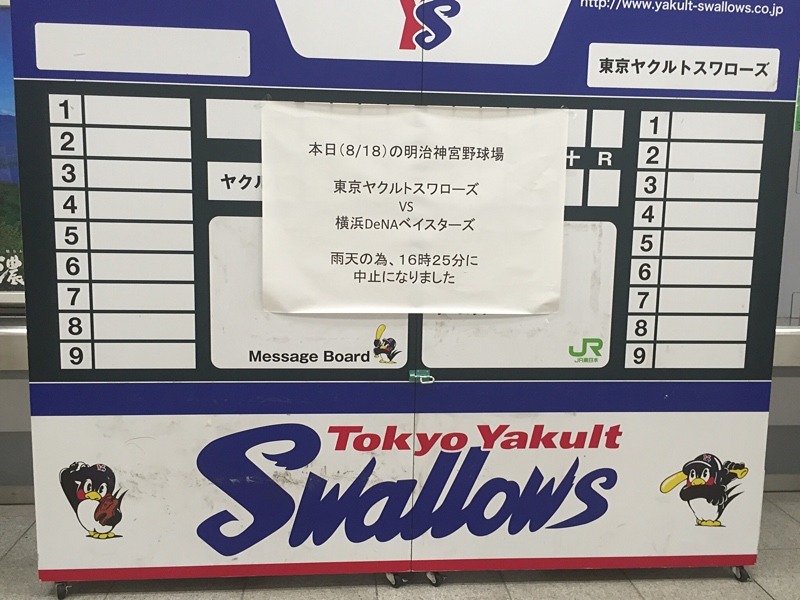 YS
http://www.yakult-swallows.co.jp
東京ヤクルトスワローズ
1
2
3
4
5
6
7
8
9
ヤクル
+ R
本日(8/18)の明治神宮野球場
東京ヤクルトスワローズ
VS
横浜DeNAベイスターズ
雨天の為、16時25分に
中止になりました
1
2
3
4
5
6
7
8
9
Message Board
JR
JR東日本
Tokyo Yakult
Swallows